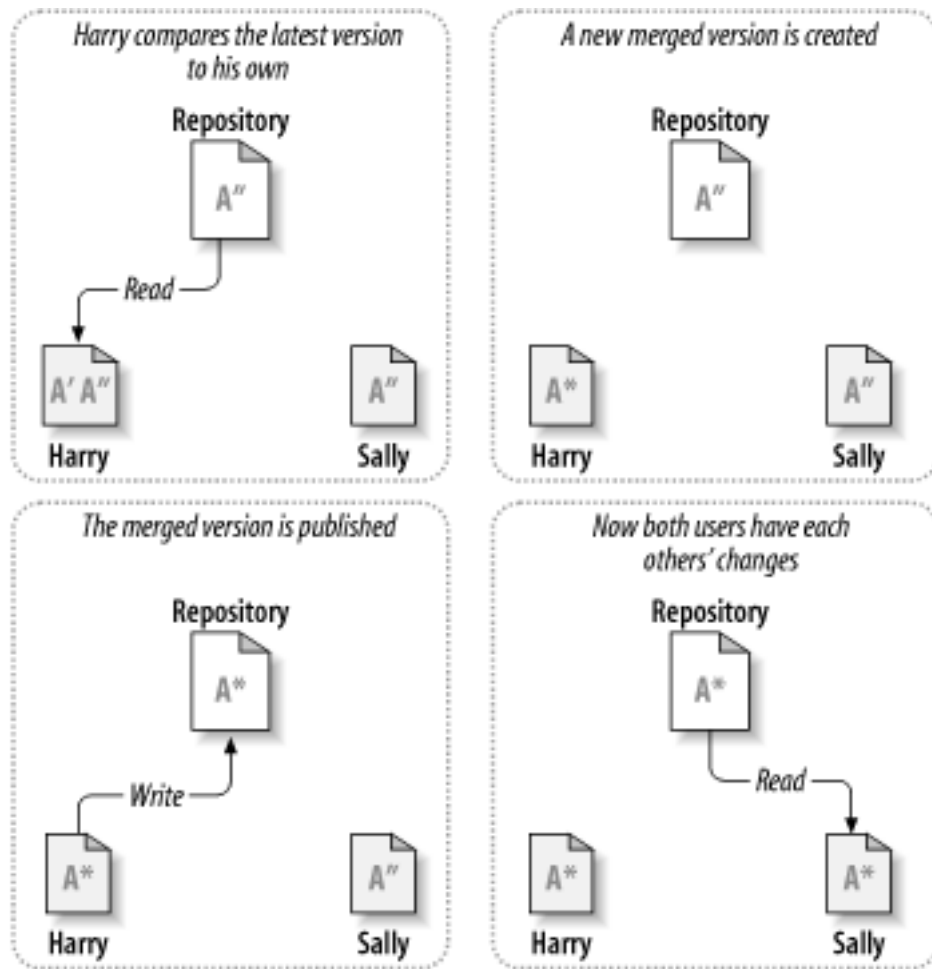 Harry compares the latest version
to his own
Repository
A″
Read
A′ A″
A″
Harry
Sally
A new merged version is created
Repository
A″
A*
A″
Harry
Sally
The merged version is published
Repository
A*
Write
A*
A″
Harry
Sally
Now both users have each
others’ changes
Repository
A*
Read
A*
A*
Harry
Sally